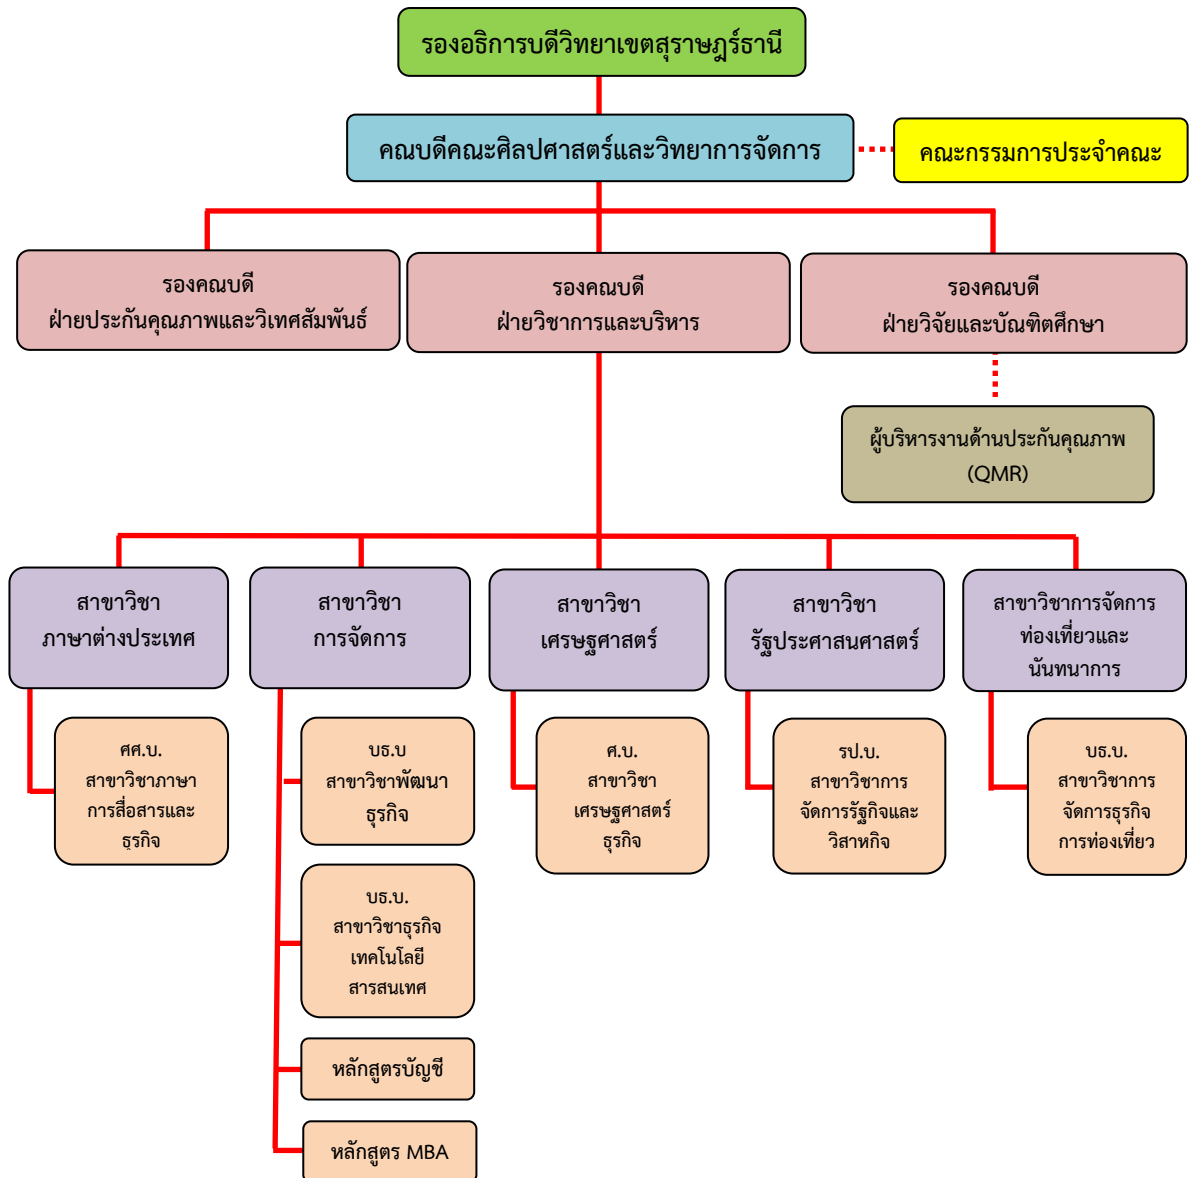 รองอธิการบดีวิทยาเขตสุราษฎร์ธานี
คณบดีคณะศิลปศาสตร์และวิทยาการจัดการ
คณะกรรมการประจำคณะ
รองคณบดี
ฝ่ายประกันคุณภาพและวิเทศสัมพันธ์
รองคณบดี
ฝ่ายวิชาการและบริหาร
รองคณบดี
ฝ่ายวิจัยและบัณฑิตศึกษา
ผู้บริหารงานด้านประกันคุณภาพ
(QMR)
สาขาวิชา
ภาษาต่างประเทศ
สาขาวิชา
การจัดการ
สาขาวิชา
เศรษฐศาสตร์
สาขาวิชา
รัฐประศาสนศาสตร์
สาขาวิชาการจัดการ
ท่องเที่ยวและ
นันทนาการ
ศศ.บ.
สาขาวิชาภาษา
การสื่อสารและ
ธุรกิจ
บธ.บ
สาขาวิชาพัฒนา
ธุรกิจ
บธ.บ.
สาขาวิชาธุรกิจ
เทคโนโลยี
สารสนเทศ
หลักสูตรบัญชี
หลักสูตร MBA
ศ.บ.
สาขาวิชา
เศรษฐศาสตร์
ธุรกิจ
รป.บ.
สาขาวิชาการ
จัดการรัฐกิจและ
วิสาหกิจ
บธ.บ.
สาขาวิชาการ
จัดการธุรกิจ
การท่องเที่ยว